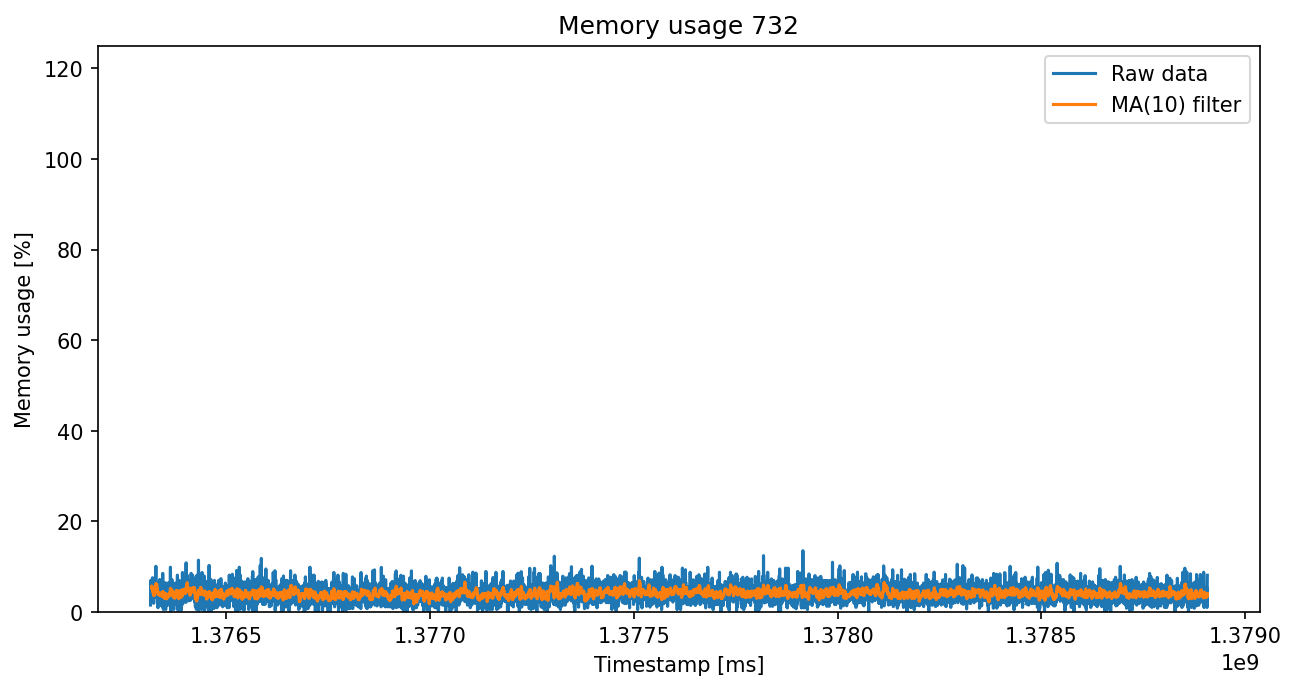 Memory usage 732
Raw data
MA(10) filter
Memory usage [%]
120
100
80
60
40
20
0
1.3765 1.3770 1.3775 1.3780 1.3785 1.3790
Timestamp [ms]
1e9